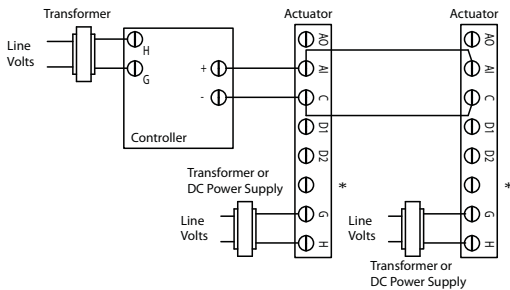 Transformer
Actuator
Actuator
Line
Volts
H
G
+
-
Controller
AO
AI
C
D1
D2
*
G
H
AO
AI
C
D1
D2
*
G
H
Transformer or
DC Power Supply
Line
Volts
Line
Volts
Transformer or
DC Power Supply